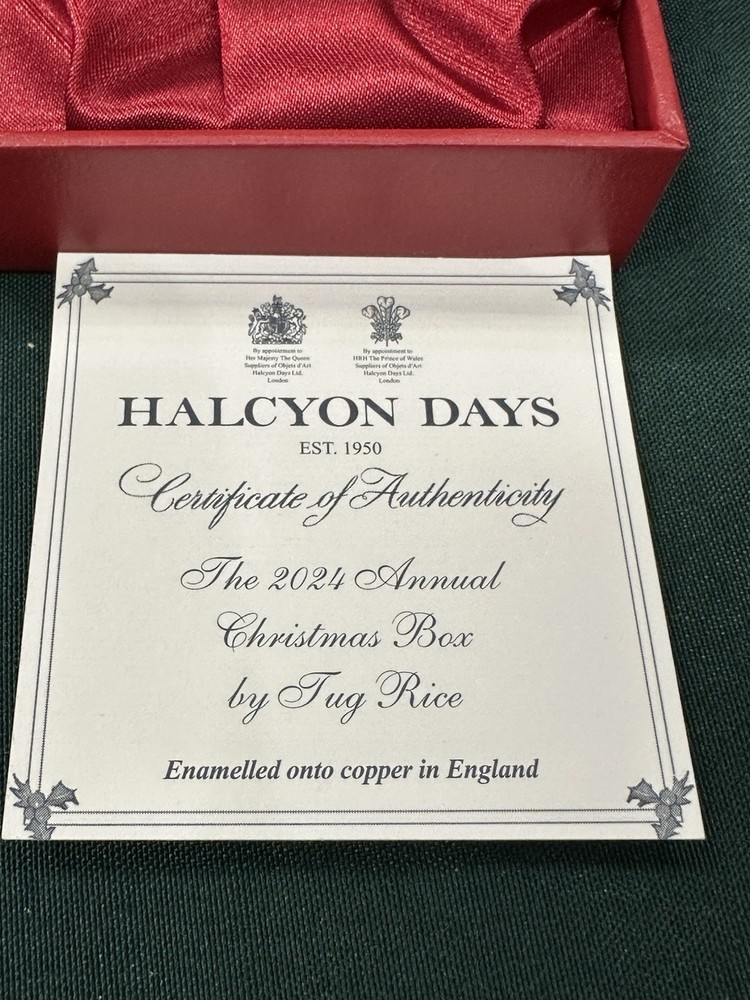 By appointment to
Her Majesty The Queen
Suppliers of Objets d'Art
Halcyon Days Ltd.
London
By appointment to
HRH The Prince of Wales
Suppliers of Objets d'Art
Halcyon Days Ltd.
London
HALCYON DAYS
EST. 1950
Certificate of Authenticity
The 2024 Annual
Christmas Box
by Tug Rice
Enamelled onto copper in England